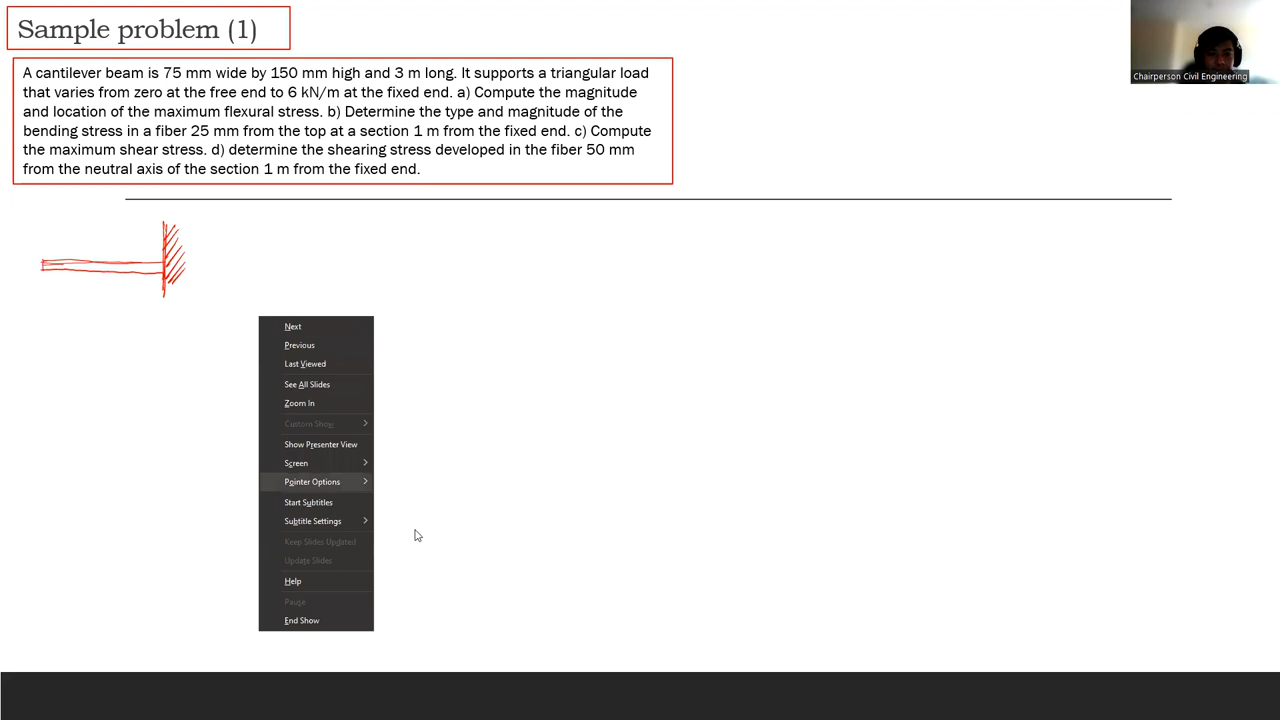 Sample problem (1)
A cantilever beam is 75 mm wide by 150 mm high and 3 m long. It supports a triangular load
that varies from zero at the free end to 6 kN/m at the fixed end. a) Compute the magnitude
and location of the maximum flexural stress. b) Determine the type and magnitude of the
bending stress in a fiber 25 mm from the top at a section 1 m from the fixed end. c) Compute
the maximum shear stress. d) determine the shearing stress developed in the fiber 50 mm
from the neutral axis of the section 1 m from the fixed end.
Chairperson Civil Engineering
Next
Previous
Last Viewed
See All Slides
Zoom In
Custom Show
Show Presenter View
Screen
Pointer Options
Start Subtitles
Subtitle Settings
Keep Slides Updated
Update Slides
Help
Pause
End Show